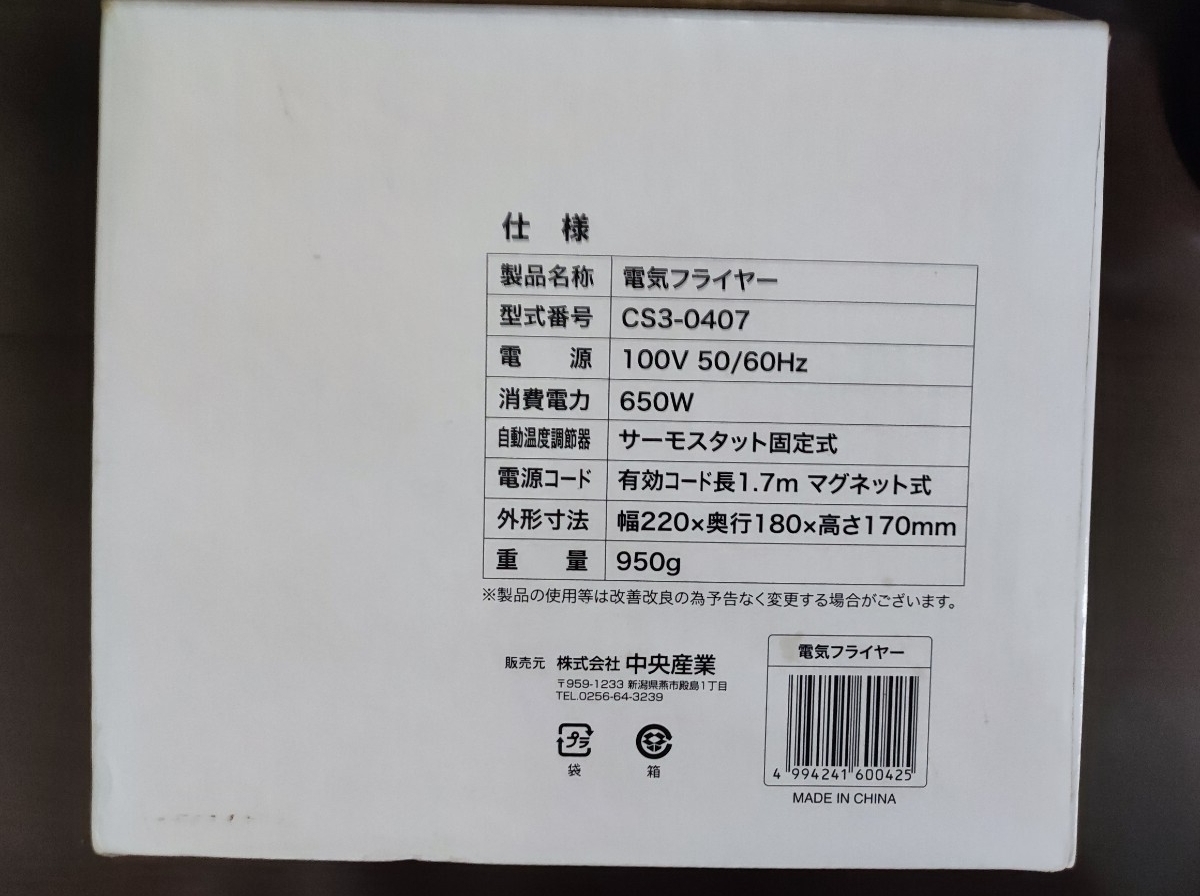 仕 様
製品名称 電気フライヤー
型式番号 CS3-0407
電 源 100V 50/60Hz
消費電力 650W
自動温度調節器 サーモスタット固定式
電源コード 有効コード長1.7m マグネット式
外形寸法 幅220×奥行180×高さ170mm
重 量 950g
※製品の使用等は改善改良の為予告なく変更する場合がございます。
販売元 株式会社 中央産業
〒959-1233 新潟県燕市殿島1丁目
TEL.0256-64-3239
プラ
袋 箱
電気フライヤー
4 994241 600425
MADE IN CHINA